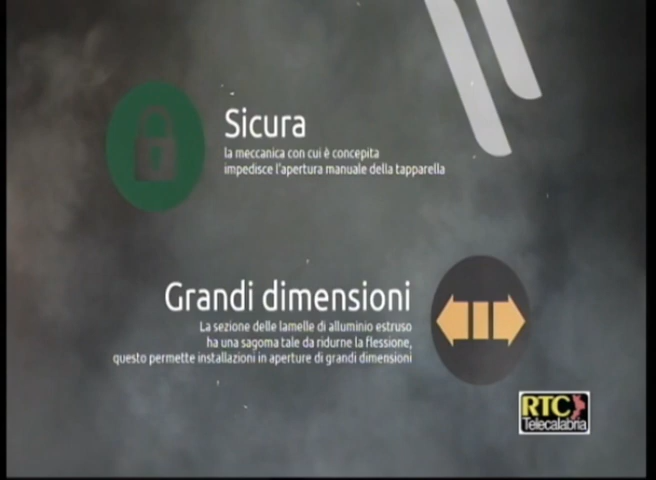 Sicura
la meccanica con cui è concepita
impedisce l'apertura manuale della tapparella
Grandi dimensioni
La sezione delle lamelle di alluminio estruso
ha una sagoma tale da ridurne la flessione,
questo permette installazioni in aperture di grandi dimensioni
RTC
Telecalabria